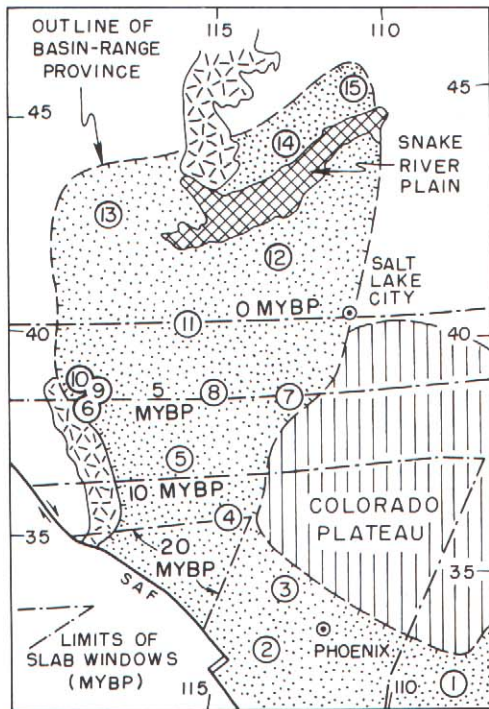 115
110
OUTLINE OF
BASIN-RANGE
PROVINCE
45
45
15
14
SNAKE
RIVER
PLAIN
13
12
SALT
LAKE
CITY
0 MYBP
11
40
40
10
9
6
5
MYBP
8
7
5
10 MYBP
4
COLORADO
PLATEAU
35
35
20
MYBP
SAF
3
LIMITS OF
SLAB WINDOWS
(MYBP)
2
PHOENIX
1
115
110